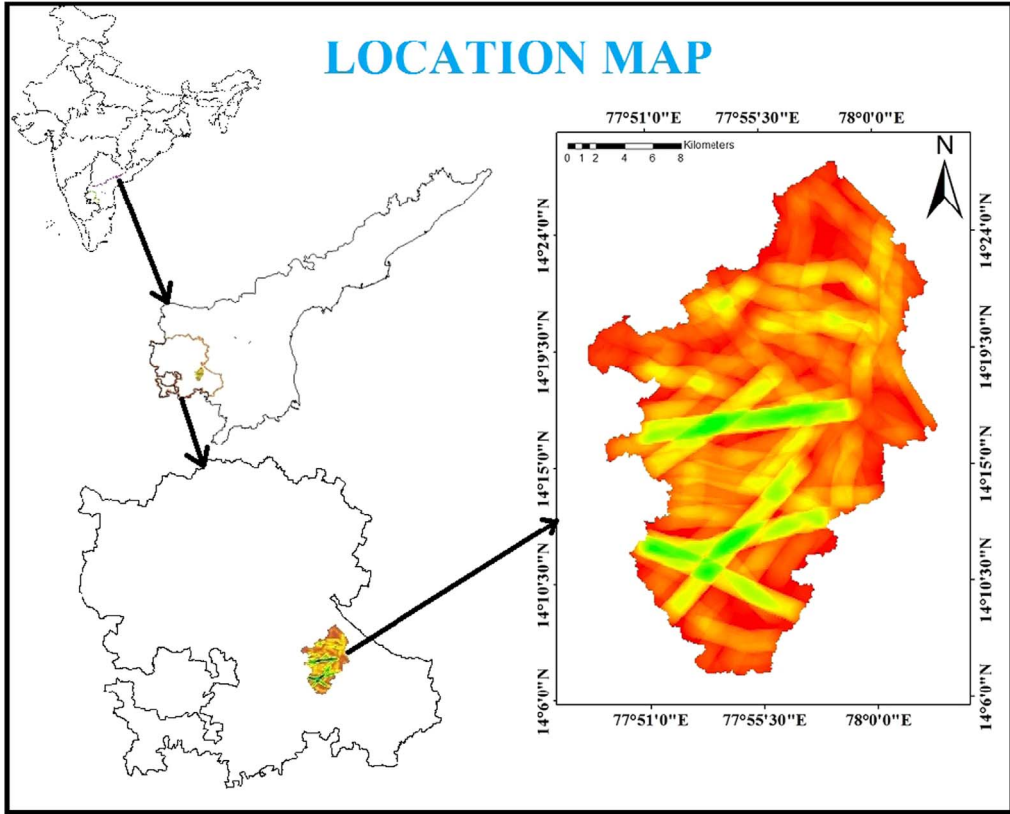 LOCATION MAP
77°51'0"E 77°55'30"E 78°0'0"E
0 1 2 4 6 8 Kilometers
N
14°24'0"N 14°24'0"N
14°19'30"N 14°19'30"N
14°15'0"N 14°15'0"N
14°10'30"N 14°10'30"N
14°6'0"N 14°6'0"N
77°51'0"E 77°55'30"E 78°0'0"E